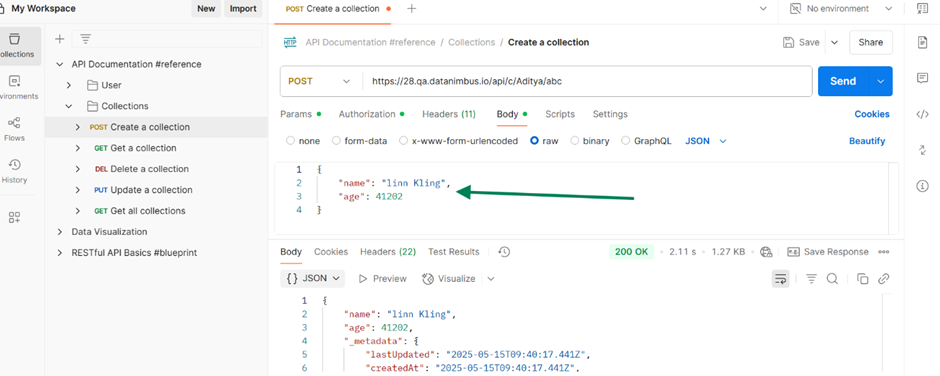 My Workspace
New
Import
POST Create a collection
No environment
ollections
vironments
Flows
History
API Documentation #reference
User
Collections
POST Create a collection
GET Get a collection
DEL Delete a collection
PUT Update a collection
GET Get all collections
Data Visualization
RESTful API Basics #blueprint
HTTP
API Documentation #reference / Collections / Create a collection
Save
Share
POST
https://28.qa.datanimbus.io/api/c/Aditya/abc
Send
Params Authorization Headers (11) Body Scripts Settings
Cookies
none form-data x-www-form-urlencoded raw binary GraphQL JSON
Beautify
1 {
2 "name": "linn Kling",
3 "age": 41202
4 }
Body Cookies Headers (22) Test Results
200 OK 2.11 s 1.27 KB
Save Response
{} JSON Preview Visualize
1 {
2 "name": "linn Kling",
3 "age": 41202,
4 "_metadata": {
5 "lastUpdated": "2025-05-15T09:40:17.441Z",
6 "createdAt": "2025-05-15T09:40:17.441Z",